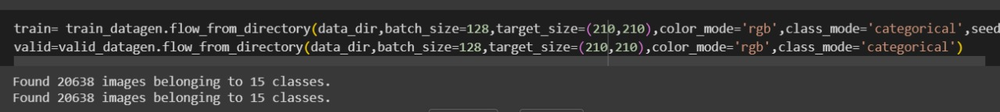 train= train_datagen.flow_from_directory(data_dir,batch_size=128,target_size=(210,210),color_mode='rgb',class_mode='categorical',seed
valid=valid_datagen.flow_from_directory(data_dir,batch_size=128,target_size=(210,210),color_mode='rgb',class_mode='categorical')
Found 20638 images belonging to 15 classes.
Found 20638 images belonging to 15 classes.